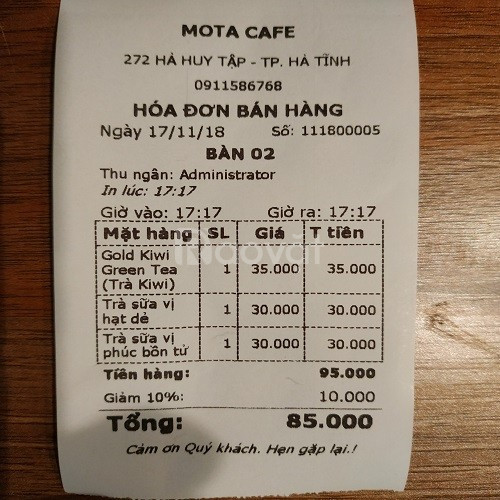 MOTA CAFE
272 HÀ HUY TẬP - TP. HÀ TĨNH
0911586768
HÓA ĐƠN BÁN HÀNG
Ngày 17/11/18 Số: 111800005
BÀN 02
Thu ngân: Administrator
In lúc: 17:17
Giờ vào: 17:17 Giờ ra: 17:17
Mặt hàng SL Giá T tiền
Gold Kiwi
Green Tea 1 35.000 35.000
(Trà Kiwi)
Trà sữa vị 1 30.000 30.000
hạt dẻ
Trà sữa vị 1 30.000 30.000
phúc bồn tử
Tiền hàng: 95.000
Giảm 10%: 10.000
Tổng: 85.000
Cảm ơn Quý khách. Hẹn gặp lại.!